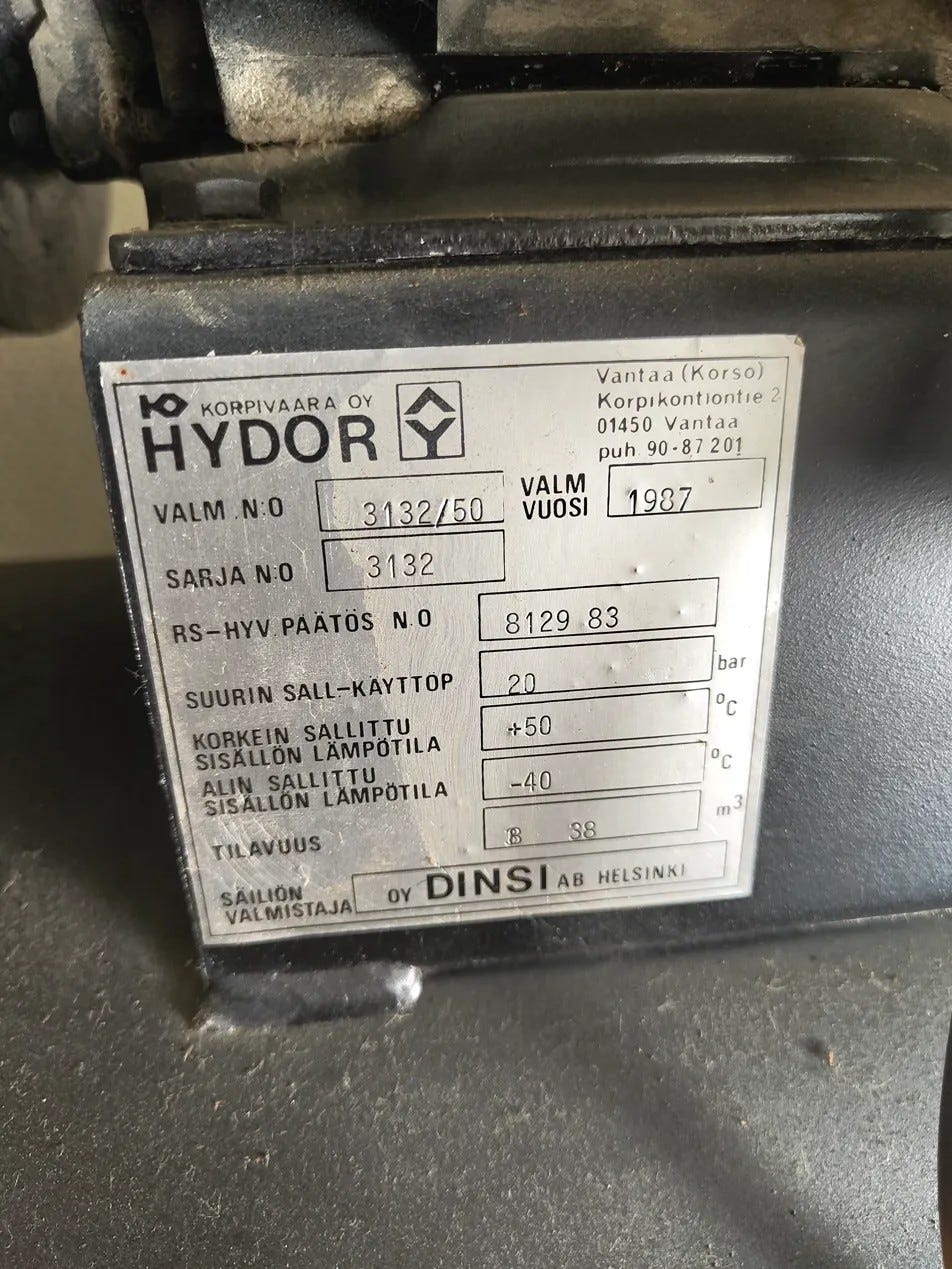 KORPIVAARA OY
HYDOR
Vantaa (Korso)
Korpikontiontie 2
01450 Vantaa
puh. 90-87 201
VALM. N:O 3132/50 VALM VUOSI 1987
SARJA N:O 3132
RS-HYV. PÄÄTÖS N.O 8129 83
SUURIN SALL-KÄYTTÖP 20 bar
KORKEIN SALLITTU
SISÄLLÖN LÄMPÖTILA +50 °C
ALIN SALLITTU
SISÄLLÖN LÄMPÖTILA -40 °C
TILAVUUS 38 m³
SÄILIÖN
VALMISTAJA OY DINSI AB HELSINKI